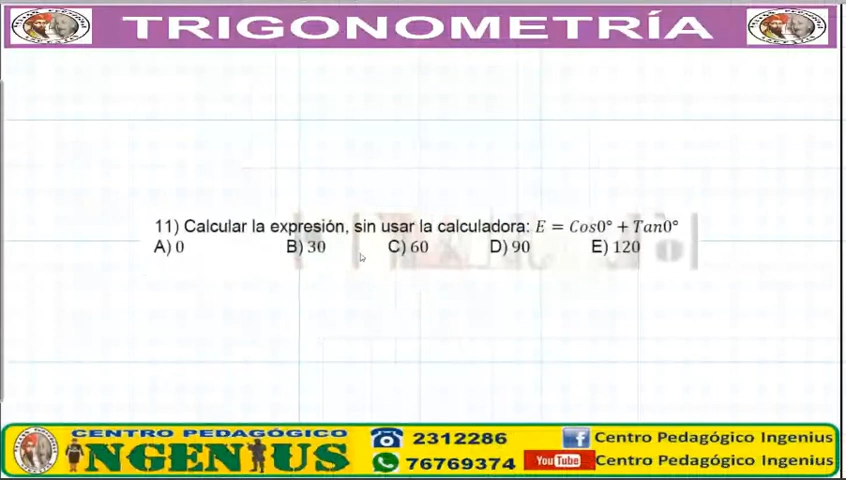 TRIGONOMETRÍA
11) Calcular la expresión, sin usar la calculadora: E = Cos0° + Tan0°
A) 0 B) 30 C) 60 D) 90 E) 120
CENTRO PEDAGÓGICO
INGENIUS
2312286
76769374
Centro Pedagógico Ingenius
YouTube Centro Pedagógico Ingenius